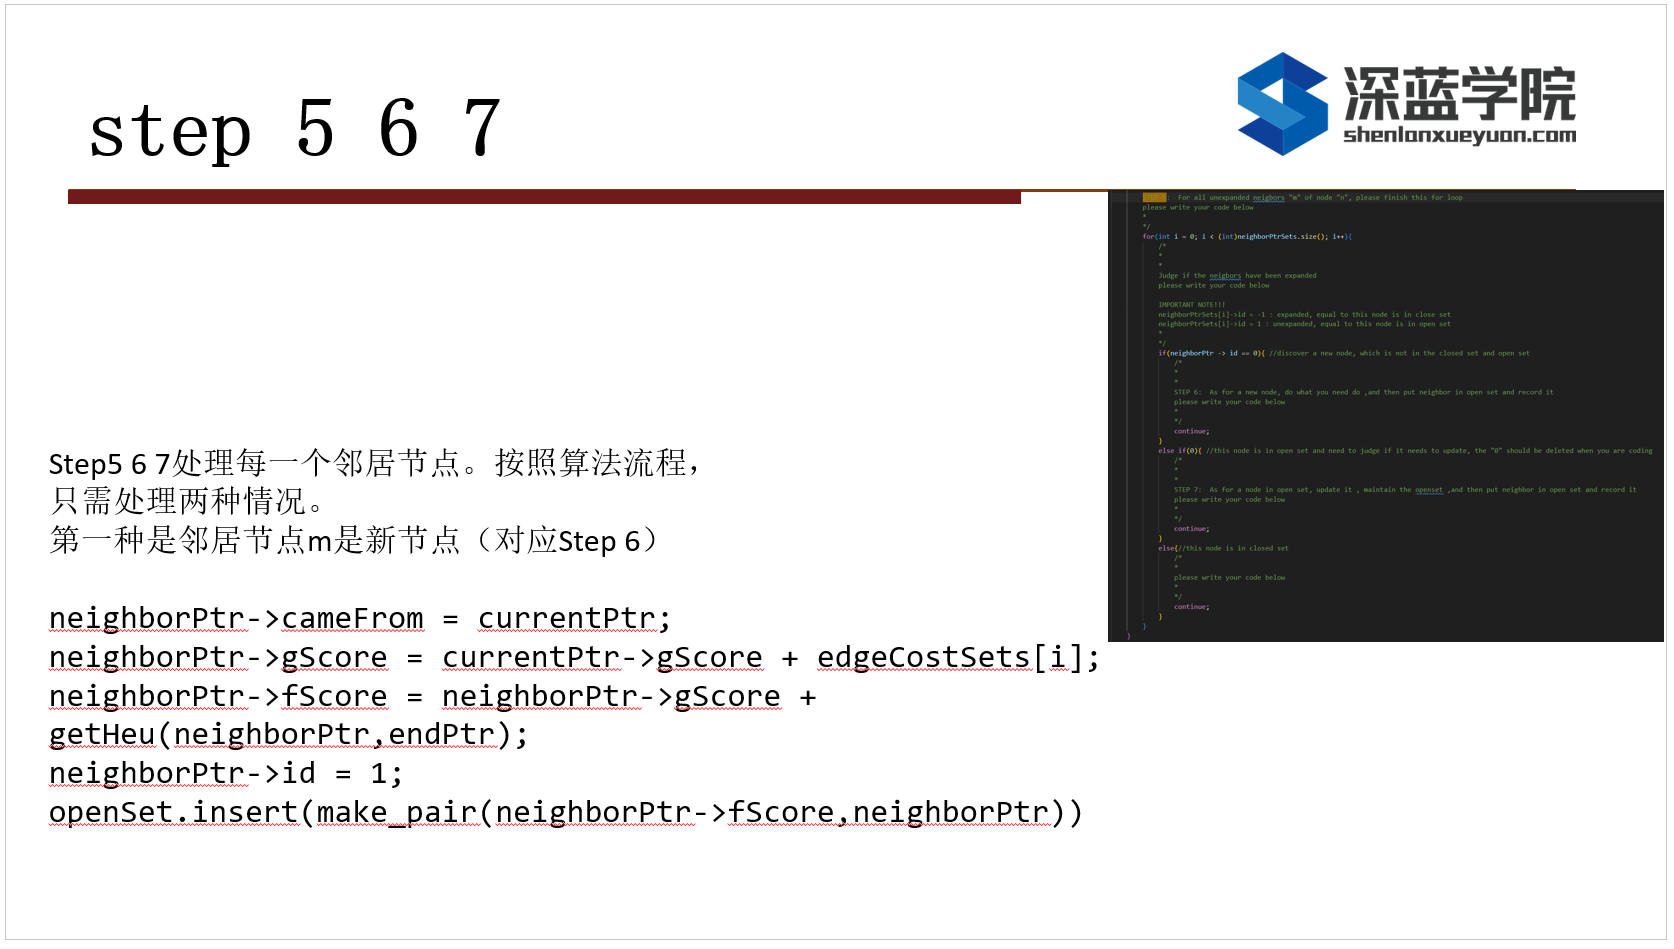 step 5 6 7
深蓝学院
shenlanxueyuan.com
: For all unexpanded neigbors "m" of node "n", please finish this for loop
please write your code below
*
*/
for(int i = 0; i < (int)neighborPtrSets.size(); i++){
/*
*
*
Judge if the neigbors have been expanded
please write your code below
IMPORTANT NOTE!!!
neighborPtrSets[i]->id = -1 : expanded, equal to this node is in close set
neighborPtrSets[i]->id = 1 : unexpanded, equal to this node is in open set
*
*/
if(neighborPtr -> id == 0){ //discover a new node, which is not in the closed set and open set
/*
*
*
STEP 6:  As for a new node, do what you need do ,and then put neighbor in open set and record it
please write your code below
*
*/
continue;
}
else if(0){ //this node is in open set and need to judge if it needs to update, the "0" should be deleted when you are coding
/*
*
*
STEP 7:  As for a node in open set, update it , maintain the openset ,and then put neighbor in open set and record it
please write your code below
*
*/
continue;
}
else{//this node is in closed set
/*
*
please write your code below
*
*/
continue;
}
}
}
Step5 6 7处理每一个邻居节点。按照算法流程，
只需处理两种情况。
第一种是邻居节点m是新节点（对应Step 6）
neighborPtr->cameFrom = currentPtr;
neighborPtr->gScore = currentPtr->gScore + edgeCostSets[i];
neighborPtr->fScore = neighborPtr->gScore +
getHeu(neighborPtr,endPtr);
neighborPtr->id = 1;
openSet.insert(make_pair(neighborPtr->fScore,neighborPtr))